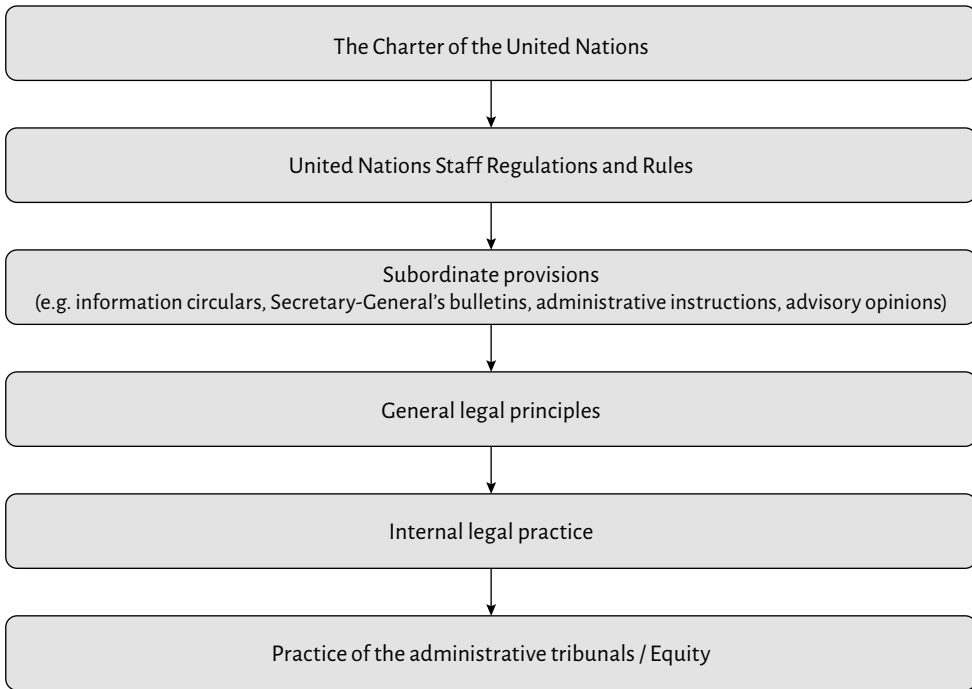 The Charter of the United Nations
United Nations Staff Regulations and Rules
Subordinate provisions
(e.g. information circulars, Secretary-General’s bulletins, administrative instructions, advisory opinions)
General legal principles
Internal legal practice
Practice of the administrative tribunals / Equity